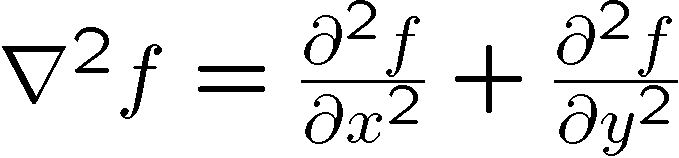 ∇²f = ∂²f/∂x² + ∂²f/∂y²